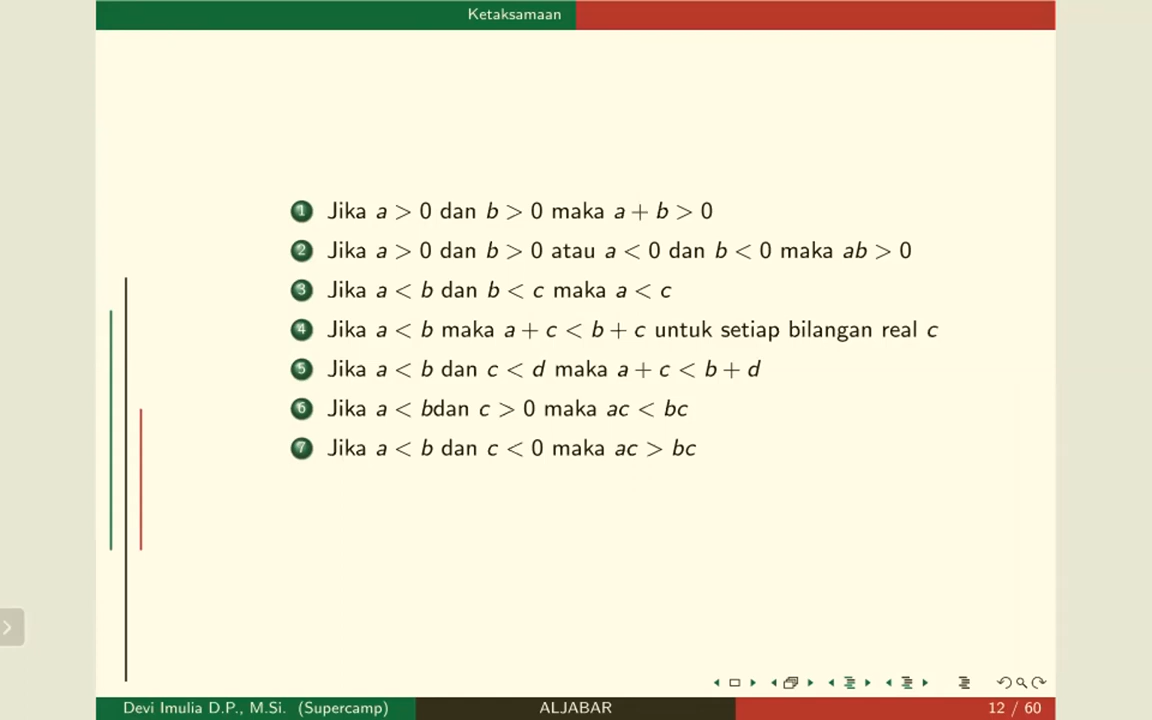 Ketaksamaan
1 Jika a > 0 dan b > 0 maka a + b > 0
2 Jika a > 0 dan b > 0 atau a < 0 dan b < 0 maka ab > 0
3 Jika a < b dan b < c maka a < c
4 Jika a < b maka a + c < b + c untuk setiap bilangan real c
5 Jika a < b dan c < d maka a + c < b + d
6 Jika a < bdan c > 0 maka ac < bc
7 Jika a < b dan c < 0 maka ac > bc
Devi Imulia D.P., M.Si. (Supercamp) ALJABAR 12 / 60